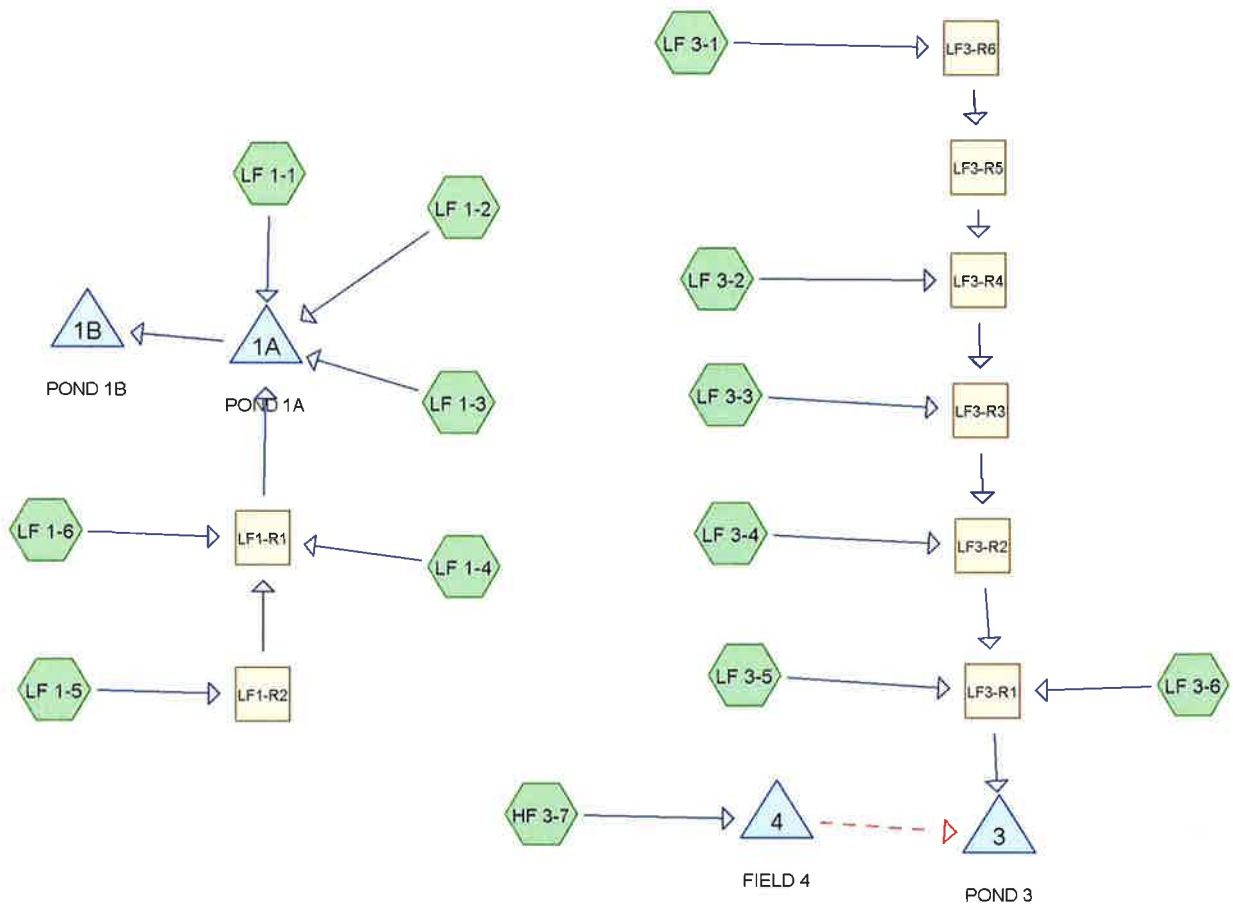 LF 3-1
LF3-R6
LF 1-1
LF3-R5
LF 1-2
LF 3-2
LF3-R4
1B
1A
POND 1B
POND 1A
LF 1-3
LF 3-3
LF3-R3
LF 1-6
LF1-R1
LF 1-4
LF 3-4
LF3-R2
LF 1-5
LF1-R2
LF 3-5
LF3-R1
LF 3-6
HF 3-7
4
3
FIELD 4
POND 3